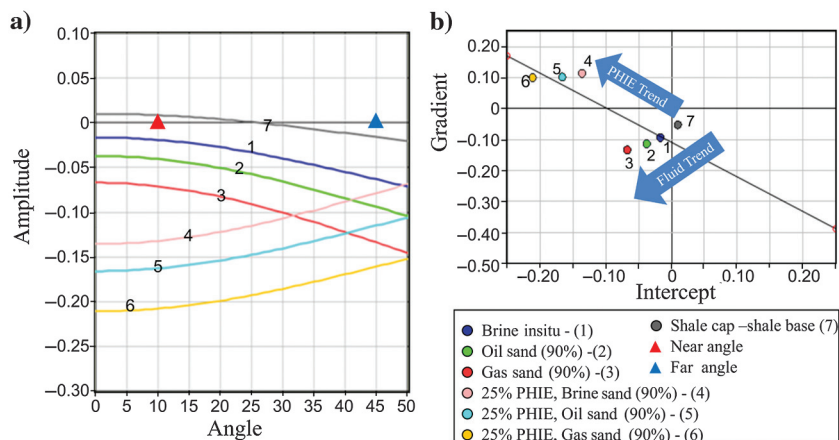 a)
0.10
0.05
0
−0.05
−0.10
−0.15
−0.20
−0.25
−0.30
Amplitude
0 5 10 15 20 25 30 35 40 45 50
Angle
7
1
2
3
4
5
6
b)
0.20
0.10
0
−0.10
−0.20
−0.30
−0.40
−0.50
Gradient
−0.20 −0.10 0 0.10 0.20
Intercept
PHIE Trend
Fluid Trend
4
5
6
7
1
2
3
Brine insitu - (1)
Oil sand (90%) -(2)
Gas sand (90%) -(3)
25% PHIE, Brine sand (90%) - (4)
25% PHIE, Oil sand (90%) - (5)
25% PHIE, Gas sand (90%) - (6)
Shale cap –shale base (7)
Near angle
Far angle